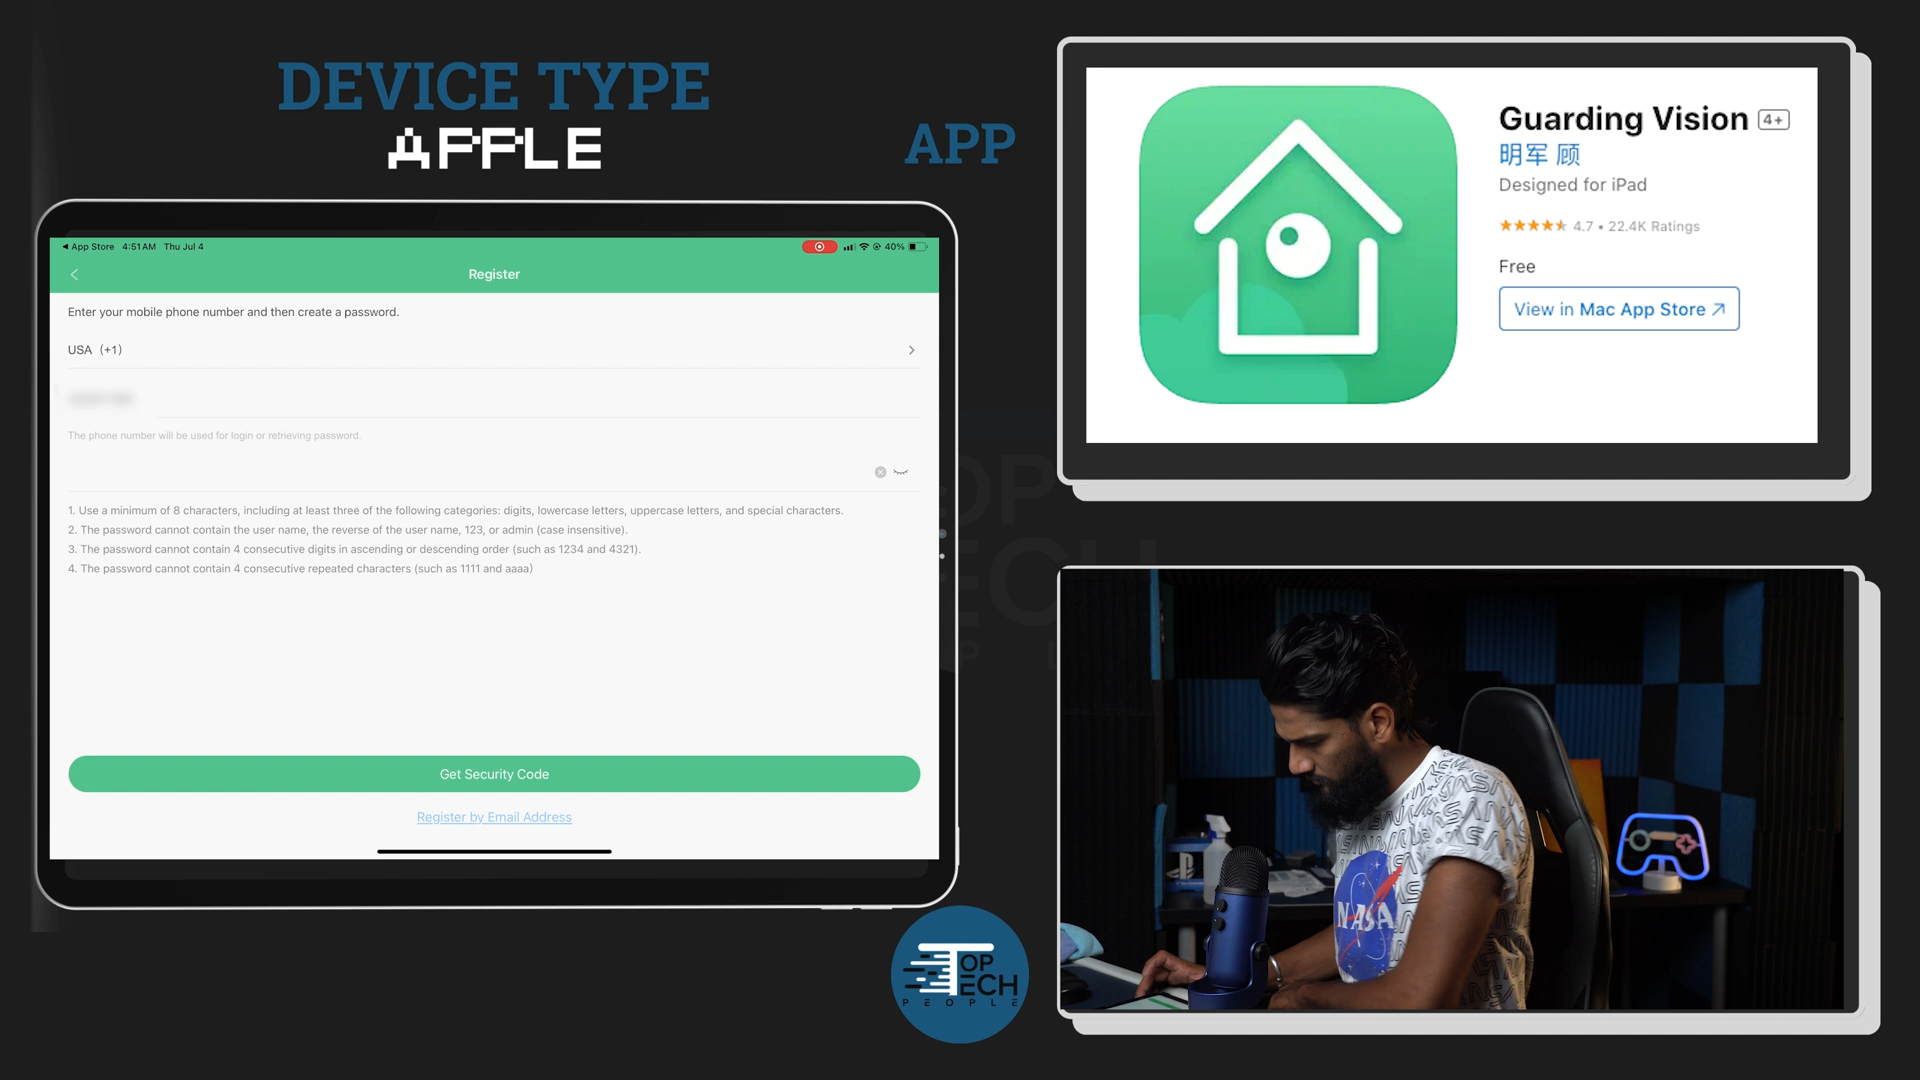 DEVICE TYPE
APPLE
APP
App Store 4:51 AM Thu Jul 4
40%
Register
Enter your mobile phone number and then create a password.
USA (+1)
The phone number will be used for login or retrieving password.
1. Use a minimum of 8 characters, including at least three of the following categories: digits, lowercase letters, uppercase letters, and special characters.
2. The password cannot contain the user name, the reverse of the user name, 123, or admin (case insensitive).
3. The password cannot contain 4 consecutive digits in ascending or descending order (such as 1234 and 4321).
4. The password cannot contain 4 consecutive repeated characters (such as 1111 and aaaa)
Get Security Code
Register by Email Address
Guarding Vision 4+
明军 顾
Designed for iPad
4.7 • 22.4K Ratings
Free
View in Mac App Store
NASA
TOP
TECH
PEOPLE